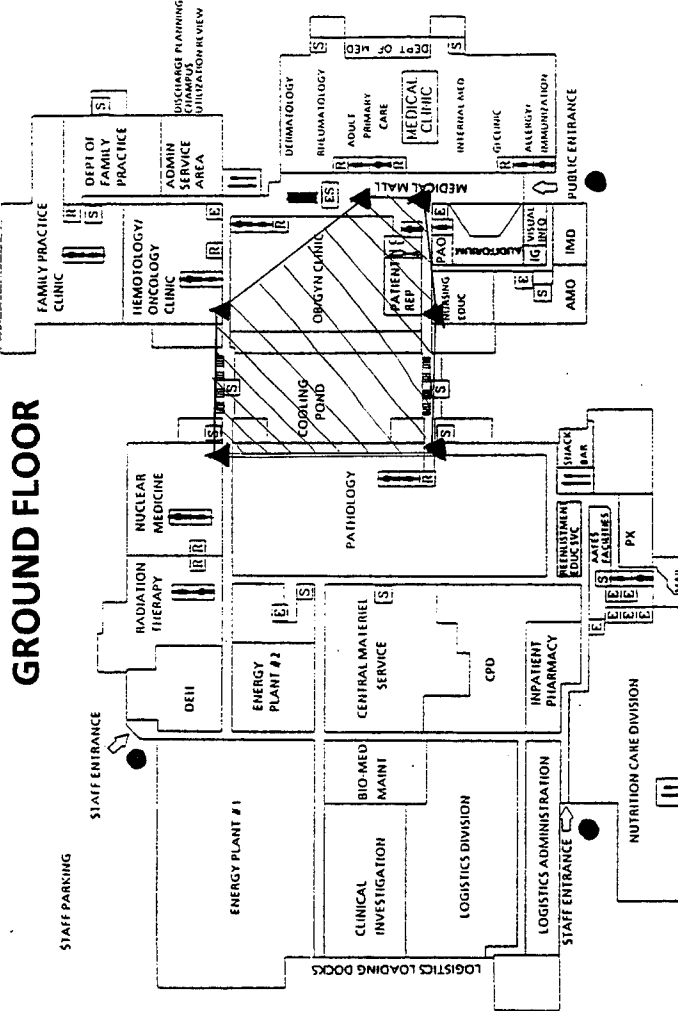 GROUND FLOOR
STAFF PARKING
STAFF ENTRANCE
ENERGY PLANT #1
CLINICAL
INVESTIGATION
BIO-MED
MAINT
LOGISTICS DIVISION
LOGISTICS ADMINISTRATION
LOGISTICS LOADING DOCKS
STAFF ENTRANCE
NUTRITION CARE DIVISION
DEH
ENERGY
PLANT #2
CENTRAL MATERIEL
SERVICE
CPD
INPATIENT
PHARMACY
RADIATION
THERAPY
NUCLEAR
MEDICINE
R
R
E
S
S
PATHOLOGY
R
REENLISTMENT
EDUC SVC
AAFES
FACILITIES
PX
SNACK
BAR
S
E
E
E
E
E
E
E
S
S
S
S
COOLING
POND
OB/GYN CLINIC
PATIENT
REP
E
R
FAMILY PRACTICE
CLINIC
R
S
HEMOTOLOGY/
ONCOLOGY
CLINIC
R
E
DEPT OF
FAMILY
PRACTICE
S
ADMIN
SERVICE
AREA
DISCHARGE PLANNING
CHAMPUS
UTILIZATION REVIEW
ES
MEDICAL MALL
DERMATOLOGY
RHEUMATOLOGY
ADULT
PRIMARY
CARE
R
S
DEPT OF MED
S
MEDICAL
CLINIC
INTERNAL MED
GI CLINIC
ALLERGY/
IMMUNIZATION
R
PUBLIC ENTRANCE
PAO
E
AUDITORIUM
IG
VISUAL
INFO
IMD
AMO
E
S
EDUC